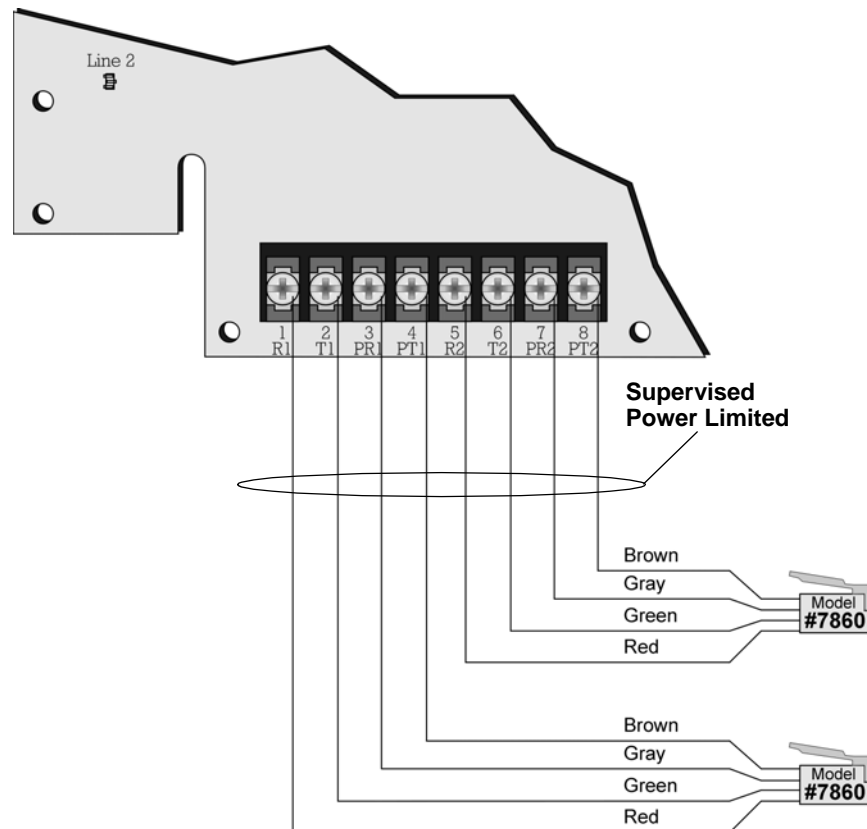 Line 2
1 2 3 4 5 6 7 8
R1 T1 PR1 PT1 R2 T2 PR2 PT2
Supervised
Power Limited
Brown
Gray
Green
Red
Model
#7860
Brown
Gray
Green
Red
Model
#7860